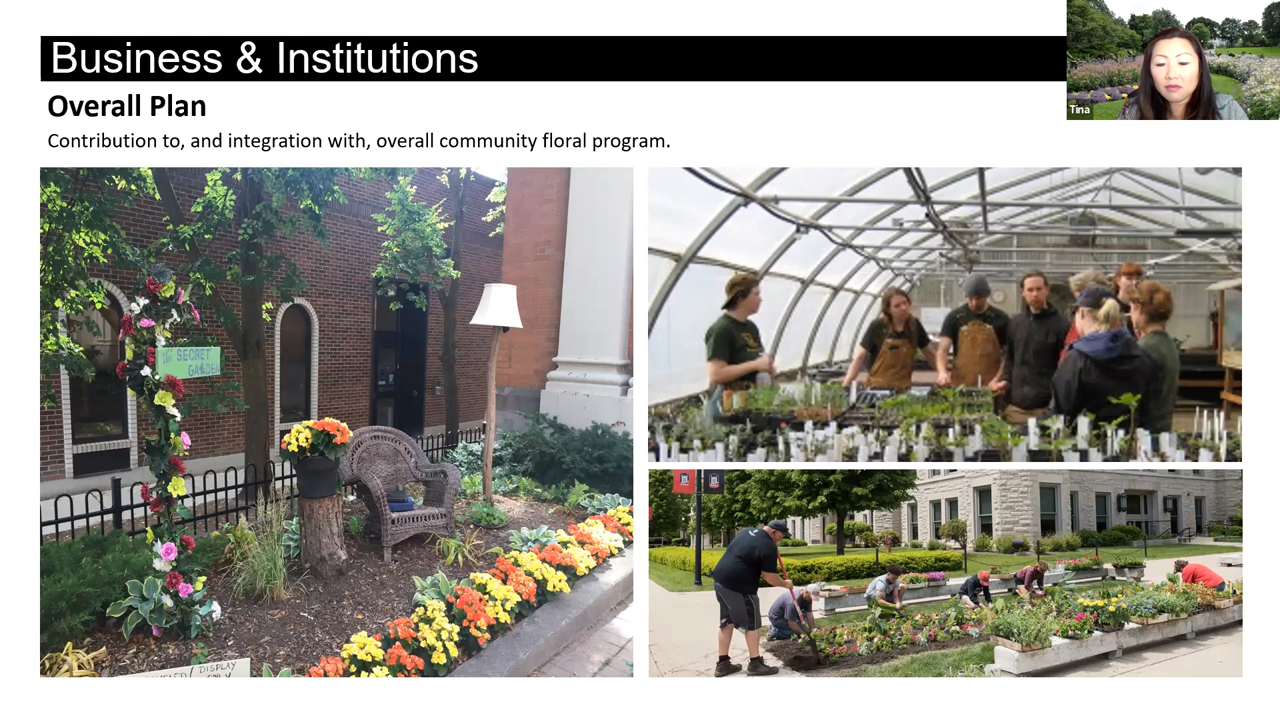 Business & Institutions
Tina
Overall Plan
Contribution to, and integration with, overall community floral program.
SECRET
GARDEN
DISPLAY
ONLY